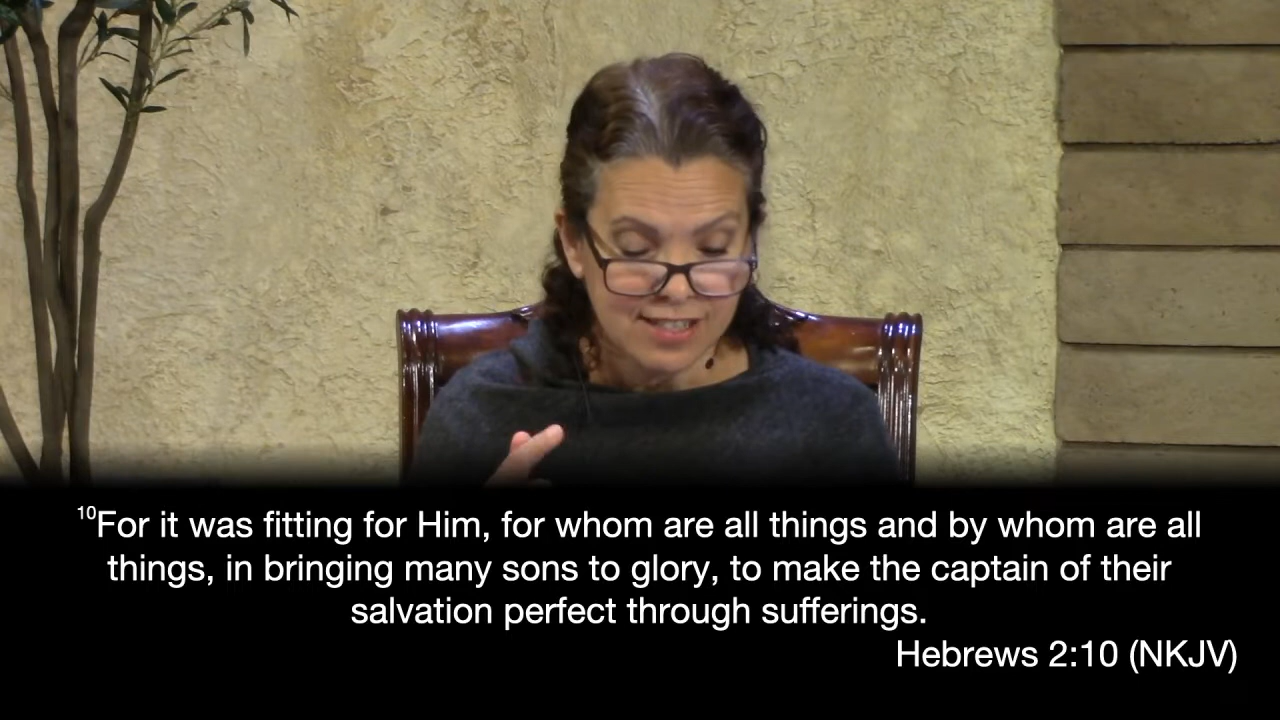 ¹⁰For it was fitting for Him, for whom are all things and by whom are all
things, in bringing many sons to glory, to make the captain of their
salvation perfect through sufferings.
Hebrews 2:10 (NKJV)